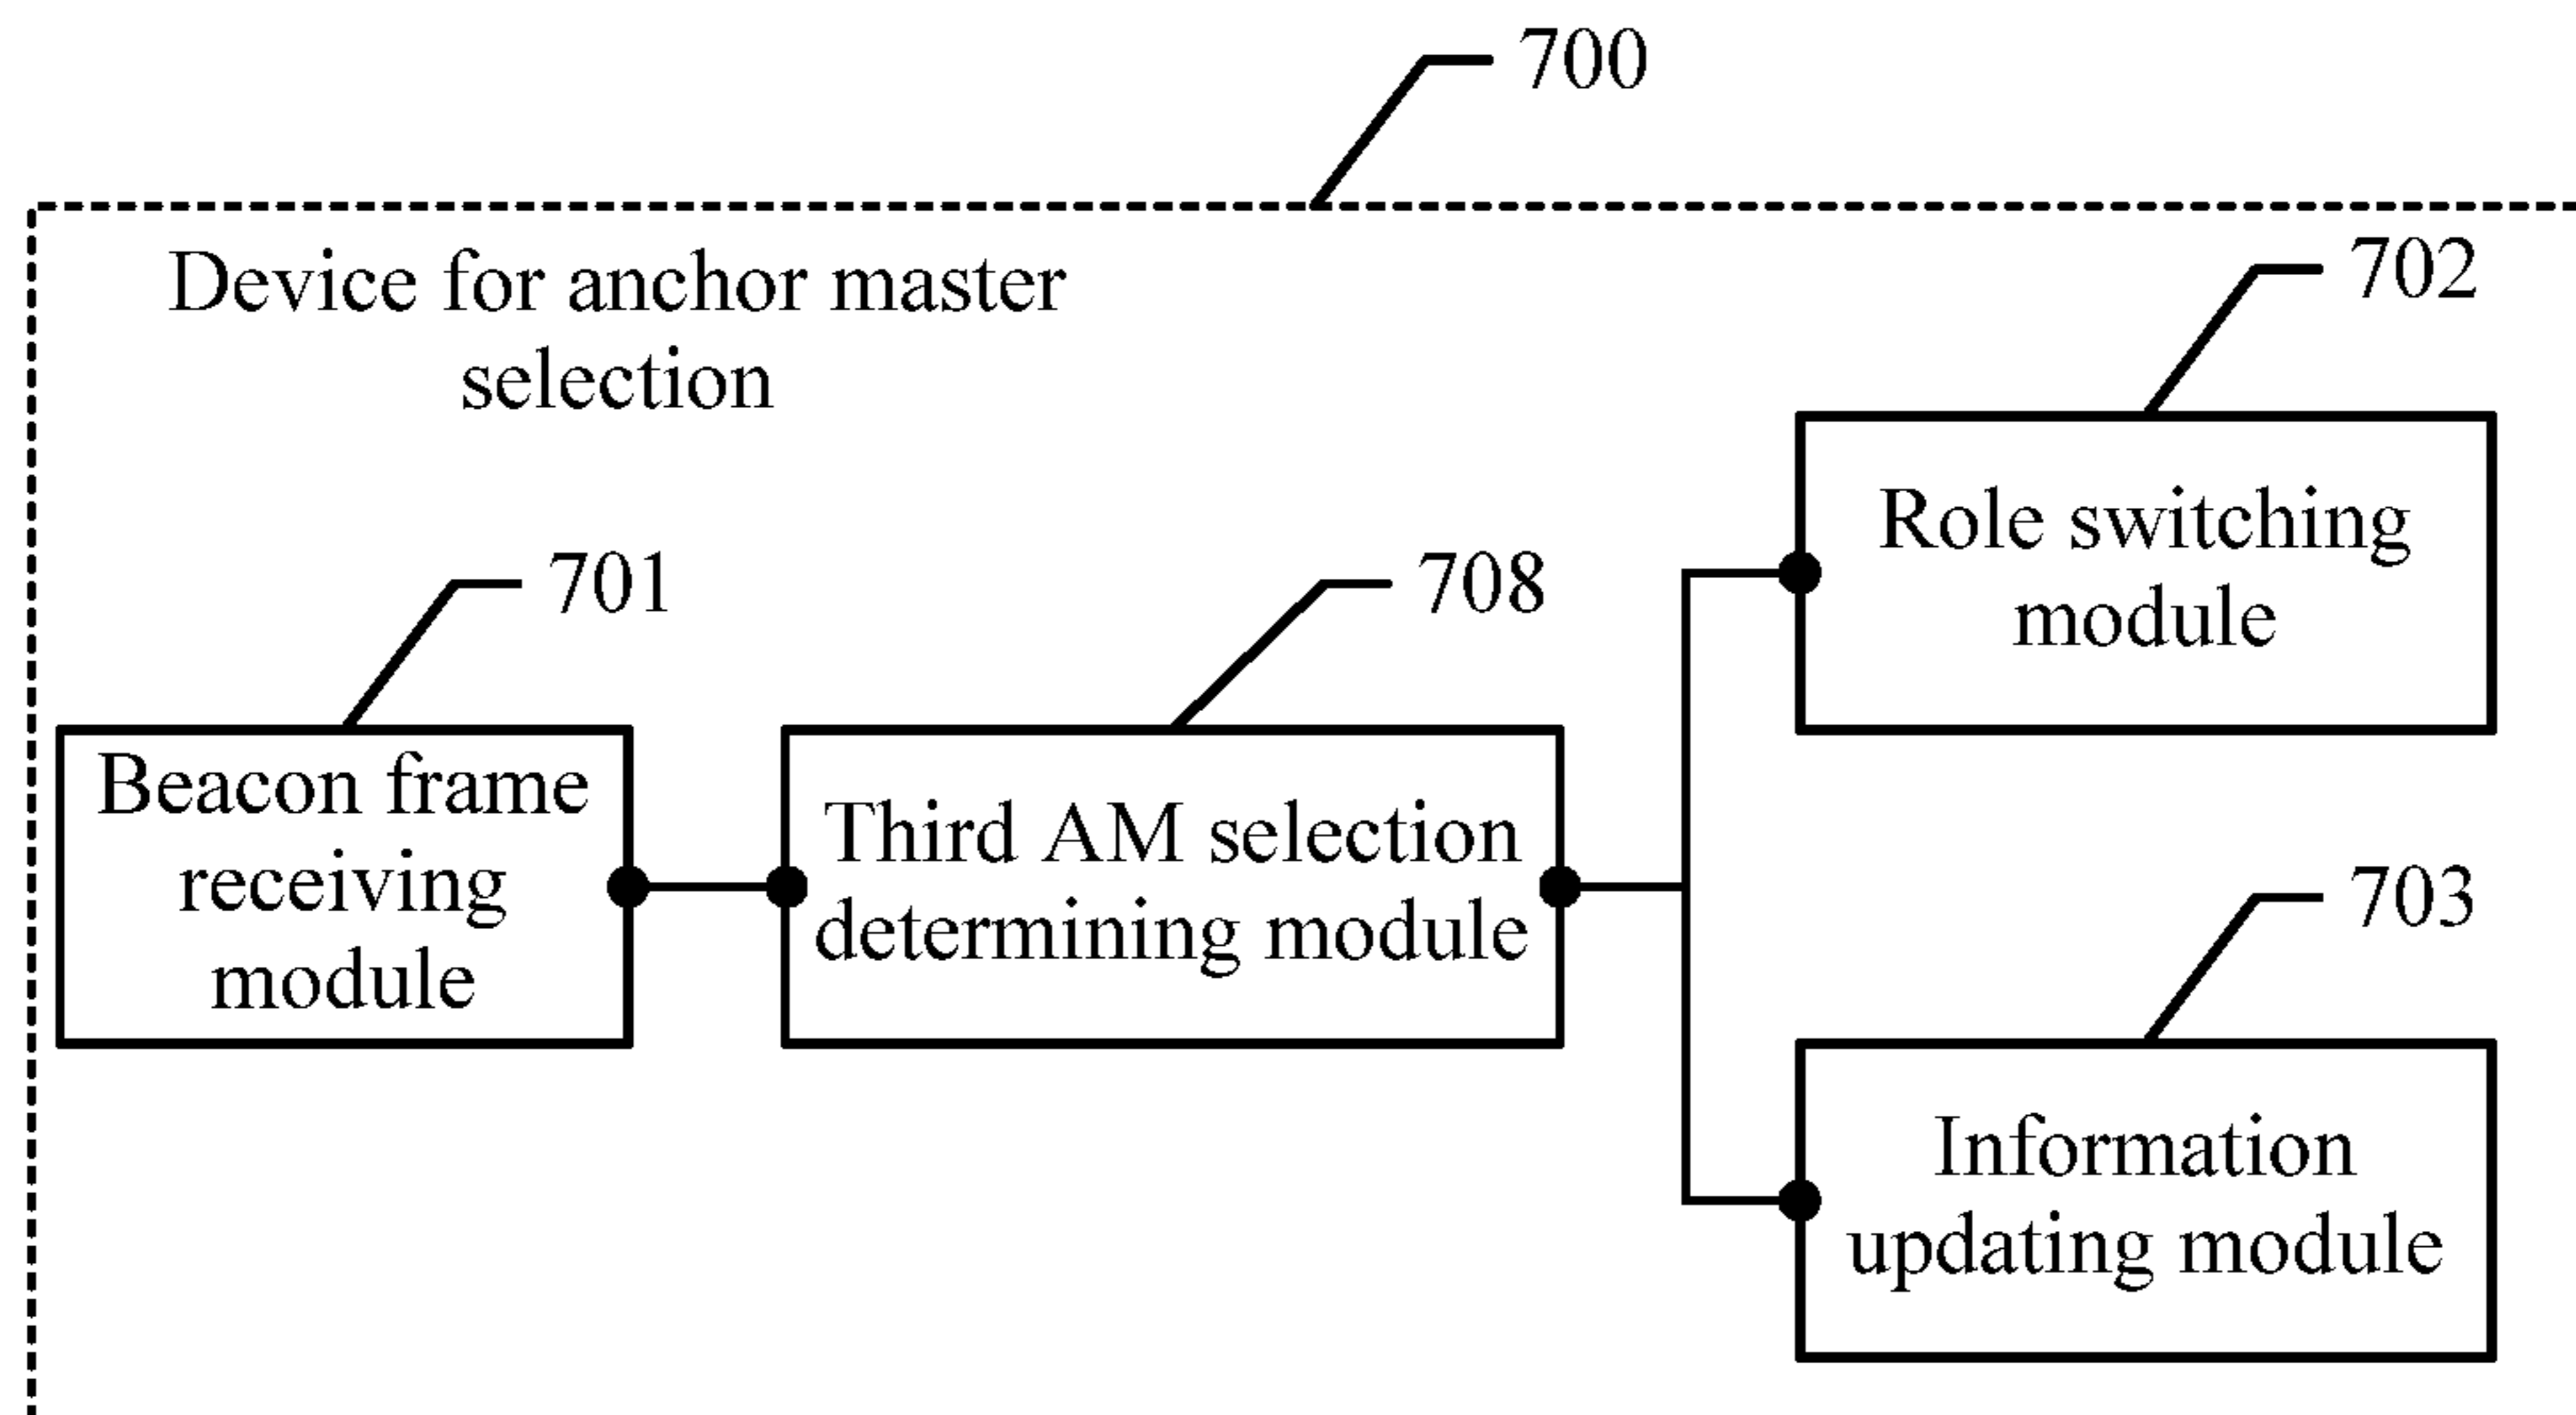 700
Device for anchor master
selection
702
Role switching
module
701
708
Beacon frame
receiving
module
Third AM selection
determining module
703
Information
updating module